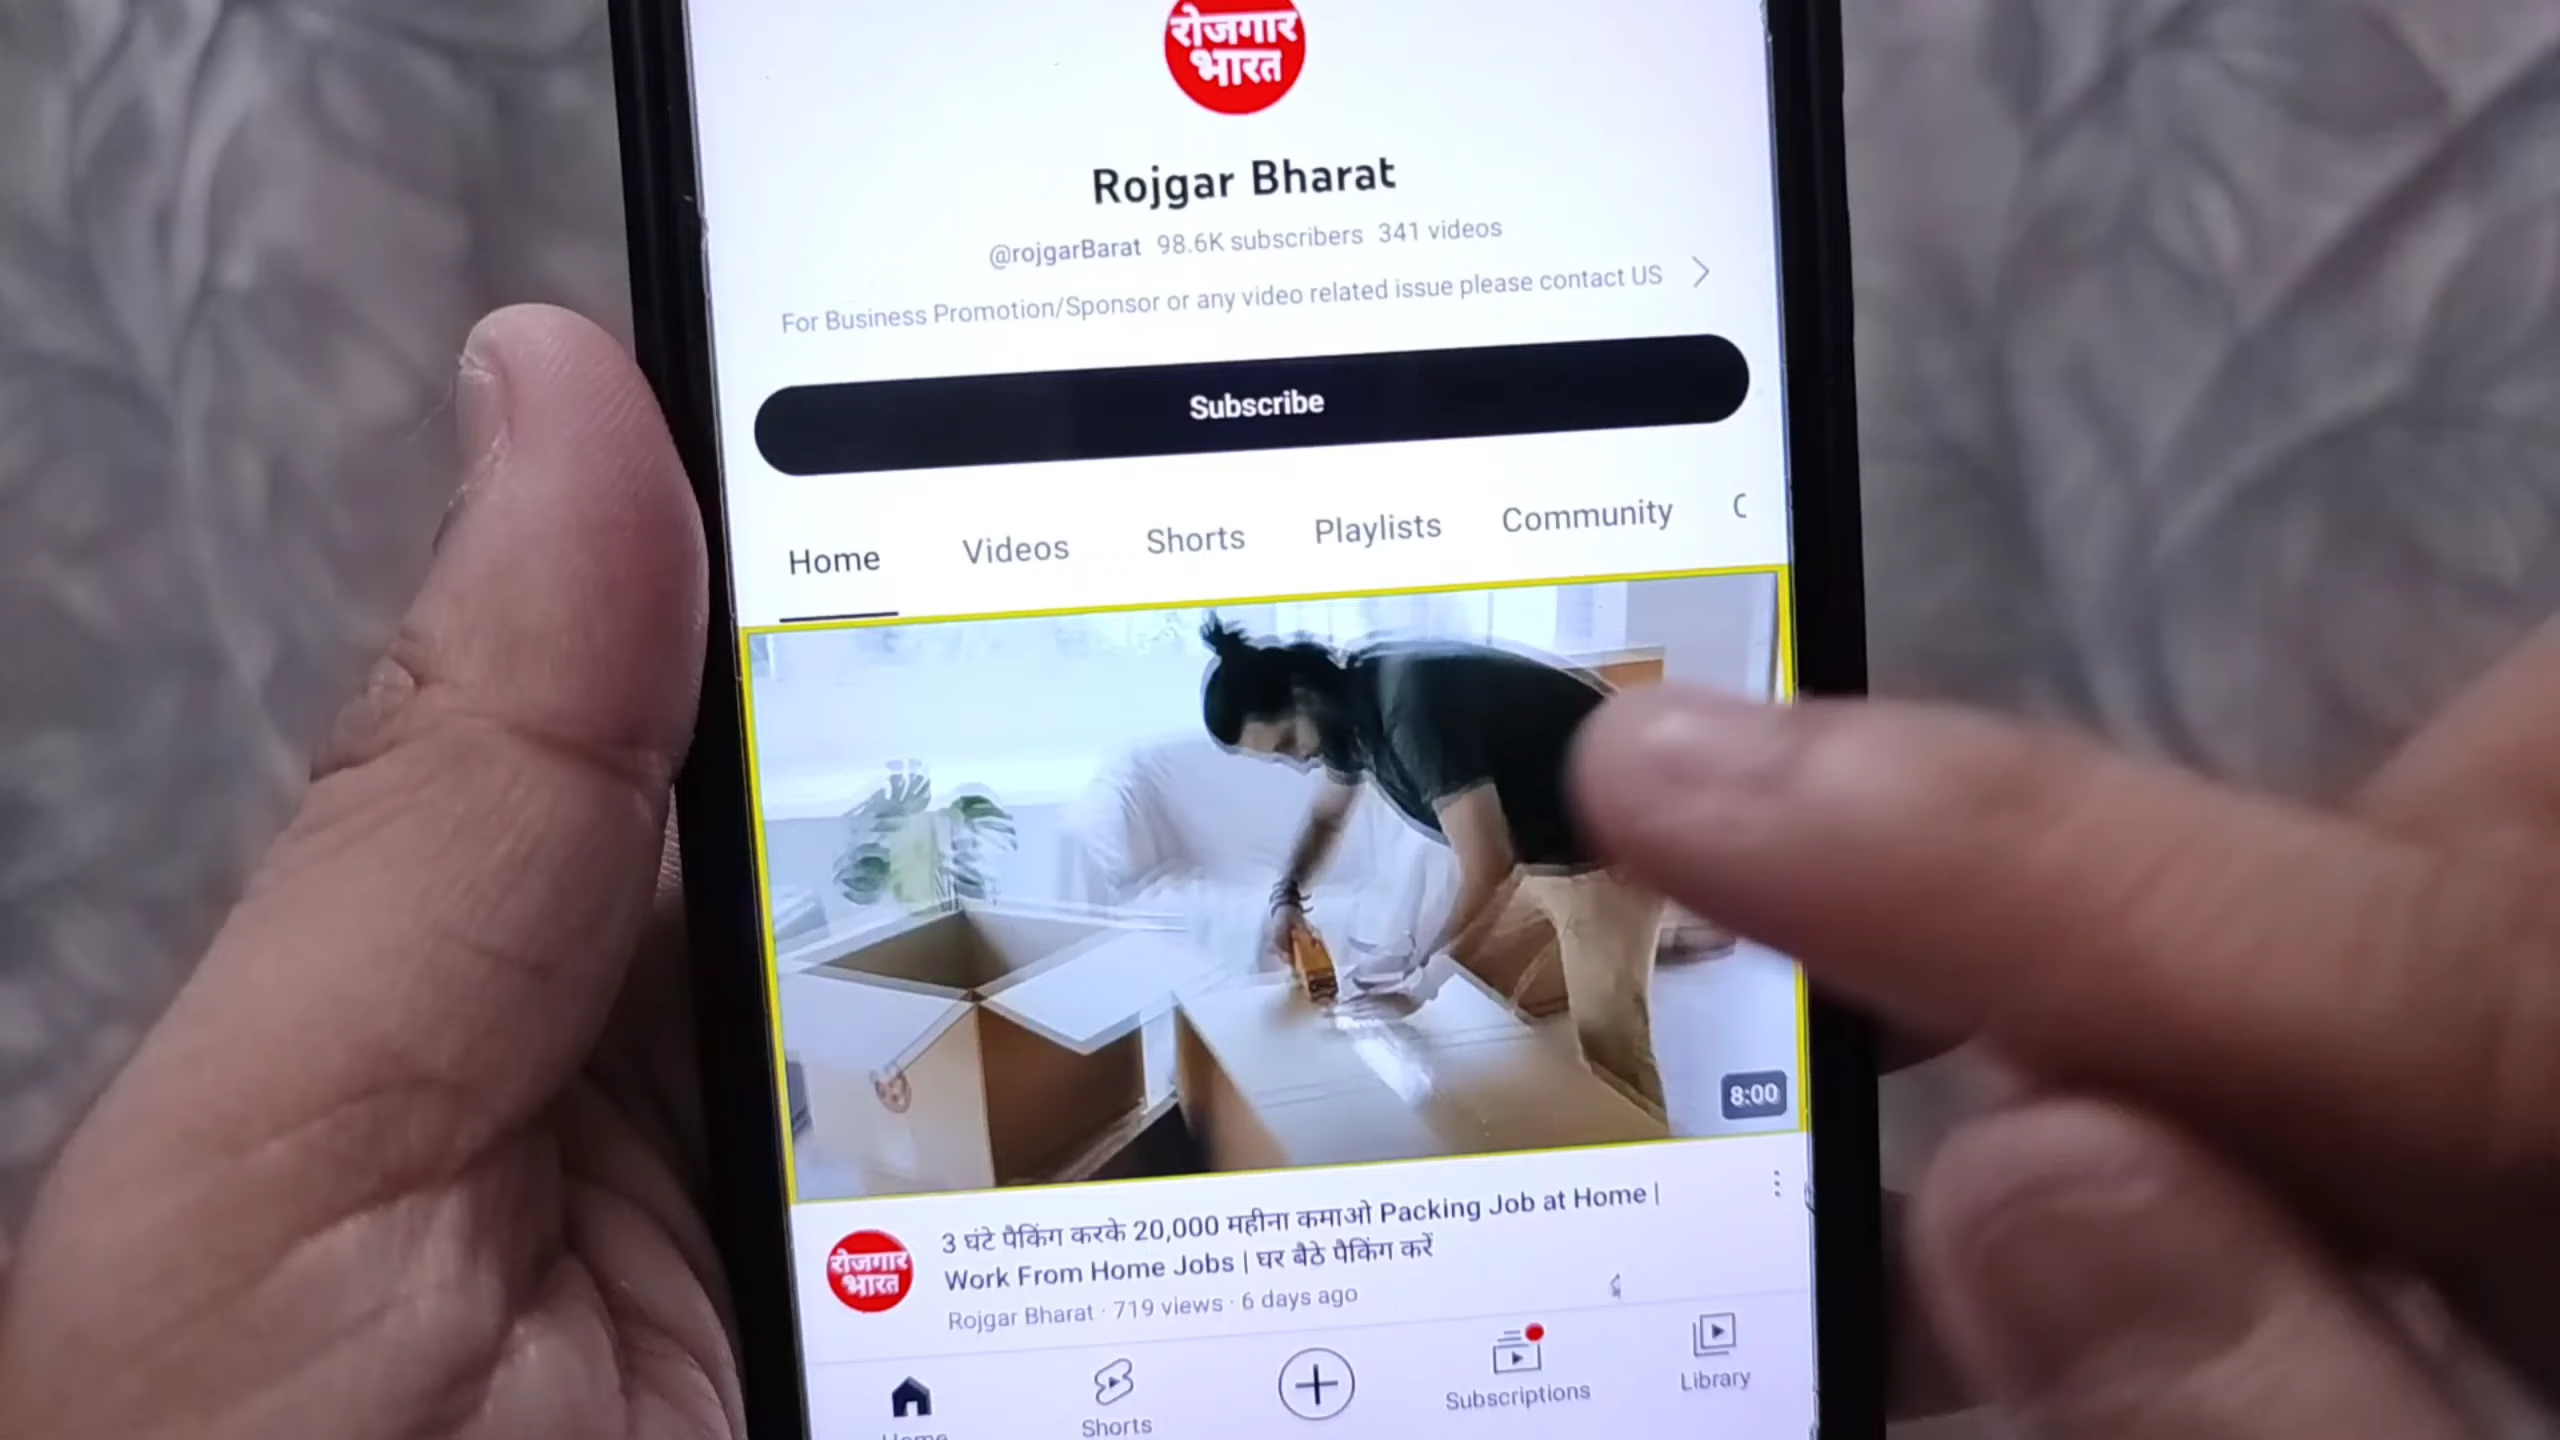 रोजगार
भारत
Rojgar Bharat
@rojgarBarat 98.6K subscribers 341 videos
For Business Promotion/Sponsor or any video related issue please contact US
Subscribe
Home Videos Shorts Playlists Community C
8:00
रोजगार
भारत
3 घंटे पैकिंग करके 20,000 महीना कमाओ Packing Job at Home |
Work From Home Jobs | घर बैठे पैकिंग करें
Rojgar Bharat · 719 views · 6 days ago
Home Shorts Subscriptions Library